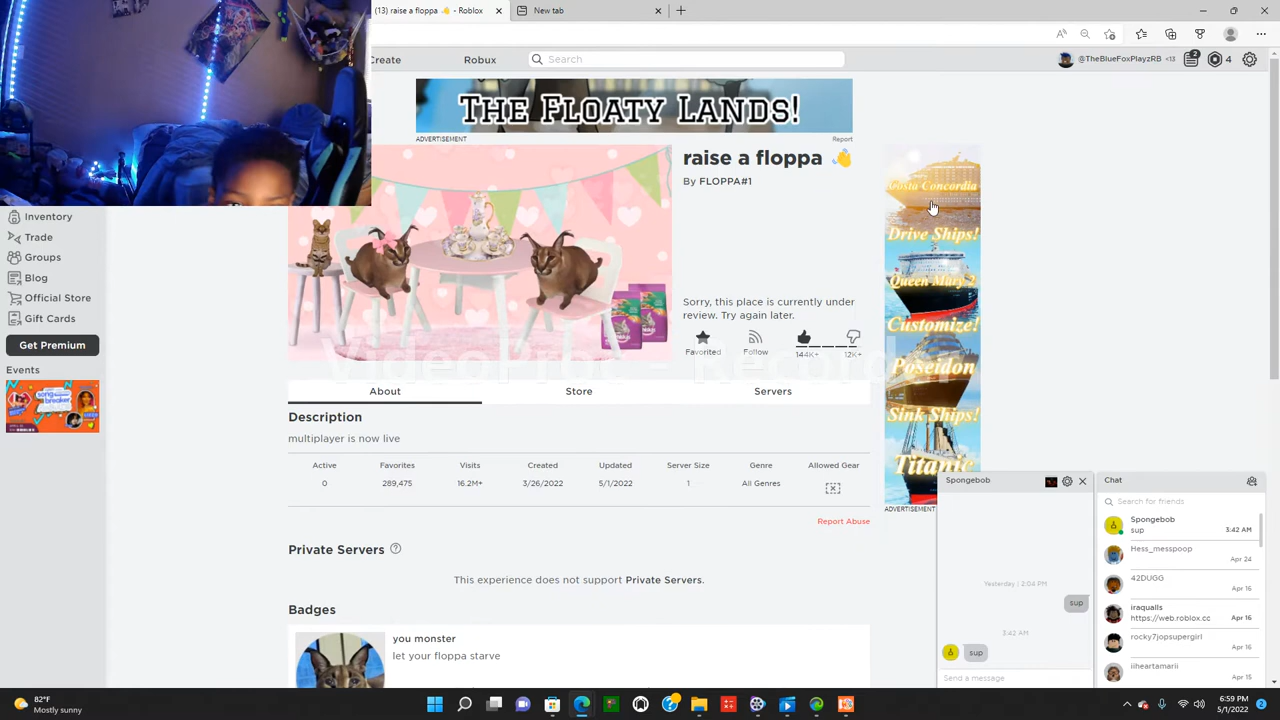 (13) raise a floppa 👋 - Roblox
New tab
Create
Robux
Search
@TheBlueFoxPlayzRB <13
2
4
THE FLOATY LANDS!
ADVERTISEMENT
Report
raise a floppa 👋
By FLOPPA#1
Sorry, this place is currently under
review. Try again later.
Favorited
Follow
144K+
12K+
Costa Concordia
Drive Ships!
Queen Mary 2
Customize!
Poseidon
Sink Ships!
Titanic
ADVERTISEMENT
Inventory
Trade
Groups
Blog
Official Store
Gift Cards
Get Premium
Events
song
breaker
About
Store
Servers
Description
multiplayer is now live
Active
Favorites
Visits
Created
Updated
Server Size
Genre
Allowed Gear
0
289,475
16.2M+
3/26/2022
5/1/2022
1
All Genres
Report Abuse
Private Servers
This experience does not support Private Servers.
Badges
you monster
let your floppa starve
Spongebob
Yesterday | 2:04 PM
sup
3:42 AM
sup
Send a message
Chat
Search for friends
Spongebob
sup
3:42 AM
Hess_messpoop
Apr 24
42DUGG
Apr 16
iraqualls
https://web.roblox.cc
Apr 16
rocky7jopsupergirl
Apr 16
iiheartamarii
Apr 15
82°F
Mostly sunny
6:59 PM
5/1/2022
2